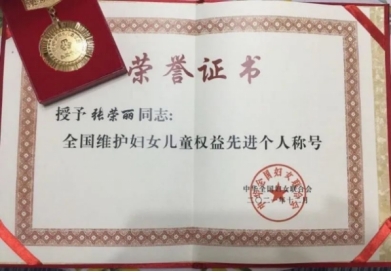 荣誉证书
授予张荣丽同志：
全国维护妇女儿童权益先进个人称号
中华全国妇女联合会